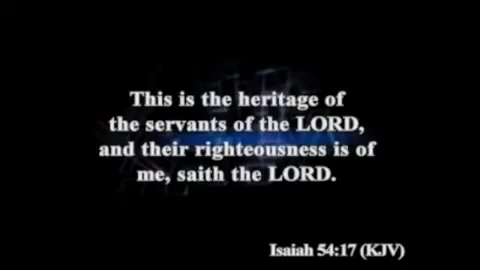 This is the heritage of
the servants of the LORD,
and their righteousness is of
me, saith the LORD.
Isaiah 54:17 (KJV)